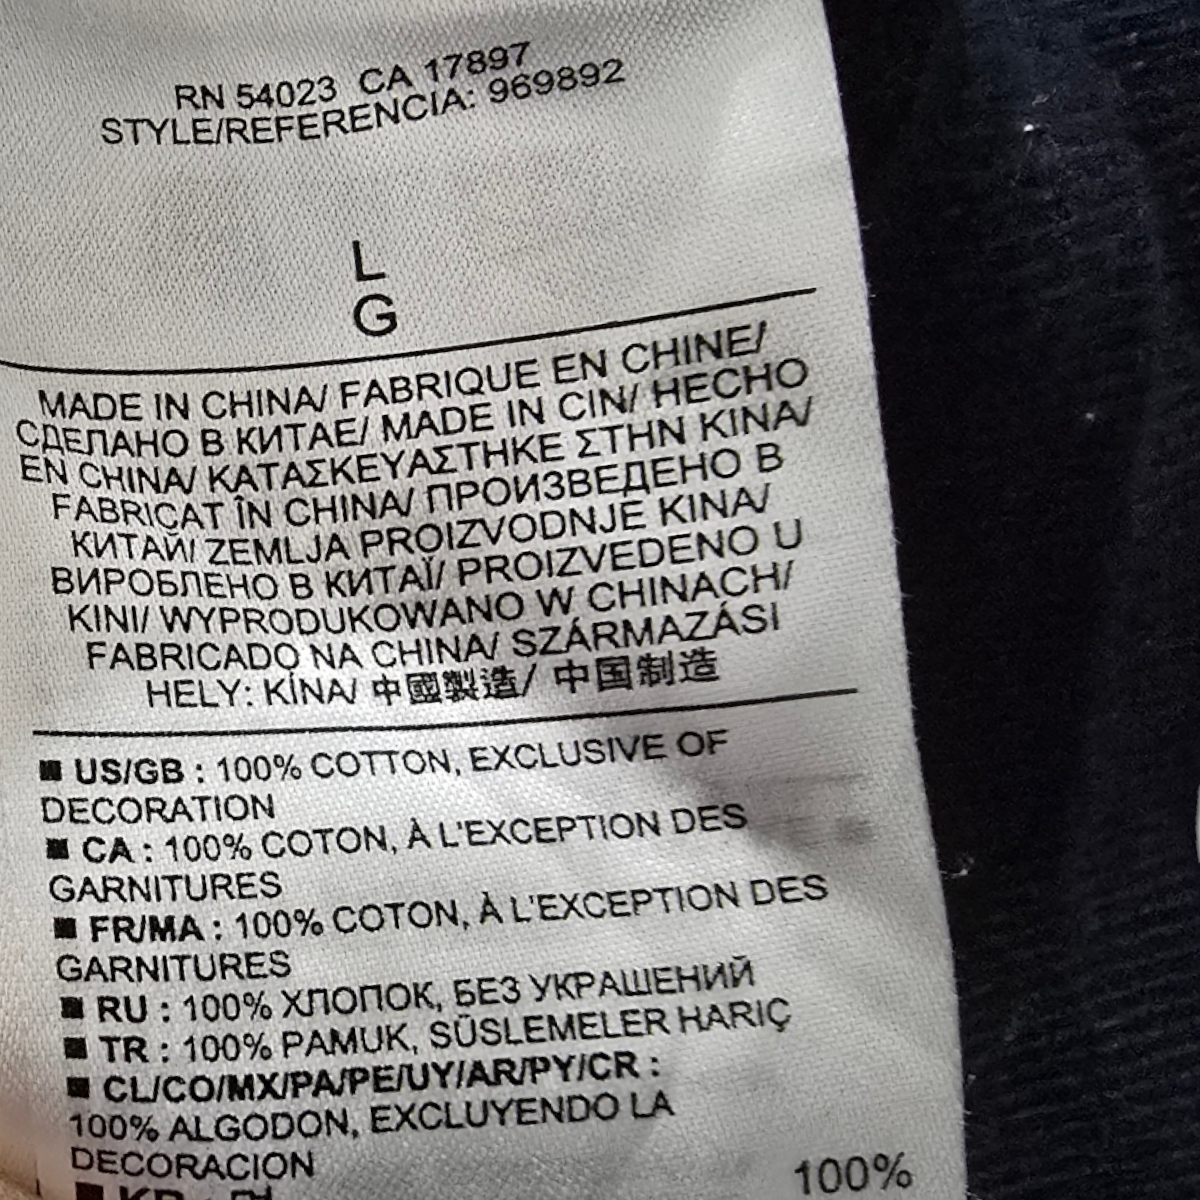 RN 54023 CA 17897
STYLE/REFERENCIA: 969892
L
G
MADE IN CHINA/ FABRIQUE EN CHINE/
СДЕЛАНО В КИТАЕ/ MADE IN CIN/ HECHO
EN CHINA/ ΚΑΤΑΣΚΕΥΑΣΤΗΚΕ ΣΤΗΝ ΚΙΝΑ/
FABRICAT ÎN CHINA/ ПРОИЗВЕДЕНО В
КИТАЙ/ ZEMLJA PROIZVODNJE KINA/
ВИРОБЛЕНО В КИТАЇ/ PROIZVEDENO U
KINI/ WYPRODUKOWANO W CHINACH/
FABRICADO NA CHINA/ SZÁRMAZÁSI
HELY: KÍNA/ 中國製造/ 中国制造
■ US/GB : 100% COTTON, EXCLUSIVE OF
DECORATION
■ CA : 100% COTON, À L'EXCEPTION DES
GARNITURES
■ FR/MA : 100% COTON, À L'EXCEPTION DES
GARNITURES
■ RU : 100% ХЛОПОК, БЕЗ УКРАШЕНИЙ
■ TR : 100% PAMUK, SÜSLEMELER HARIÇ
■ CL/CO/MX/PA/PE/UY/AR/PY/CR :
100% ALGODON, EXCLUYENDO LA
DECORACION
100%